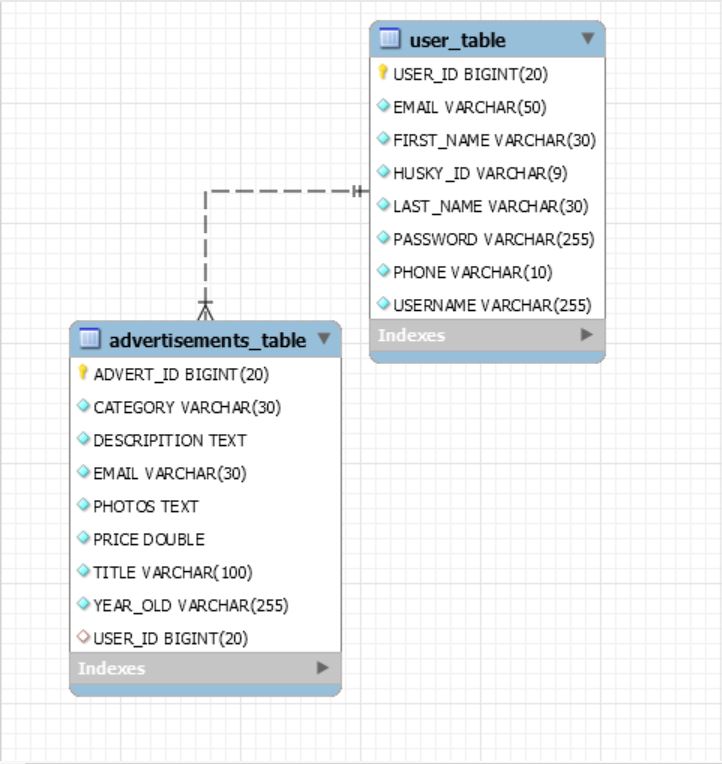 user_table
USER_ID BIGINT(20)
EMAIL VARCHAR(50)
FIRST_NAME VARCHAR(30)
HUSKY_ID VARCHAR(9)
LAST_NAME VARCHAR(30)
PASSWORD VARCHAR(255)
PHONE VARCHAR(10)
USERNAME VARCHAR(255)
Indexes
advertisements_table
ADVERT_ID BIGINT(20)
CATEGORY VARCHAR(30)
DESCRIPITION TEXT
EMAIL VARCHAR(30)
PHOTOS TEXT
PRICE DOUBLE
TITLE VARCHAR(100)
YEAR_OLD VARCHAR(255)
USER_ID BIGINT(20)
Indexes